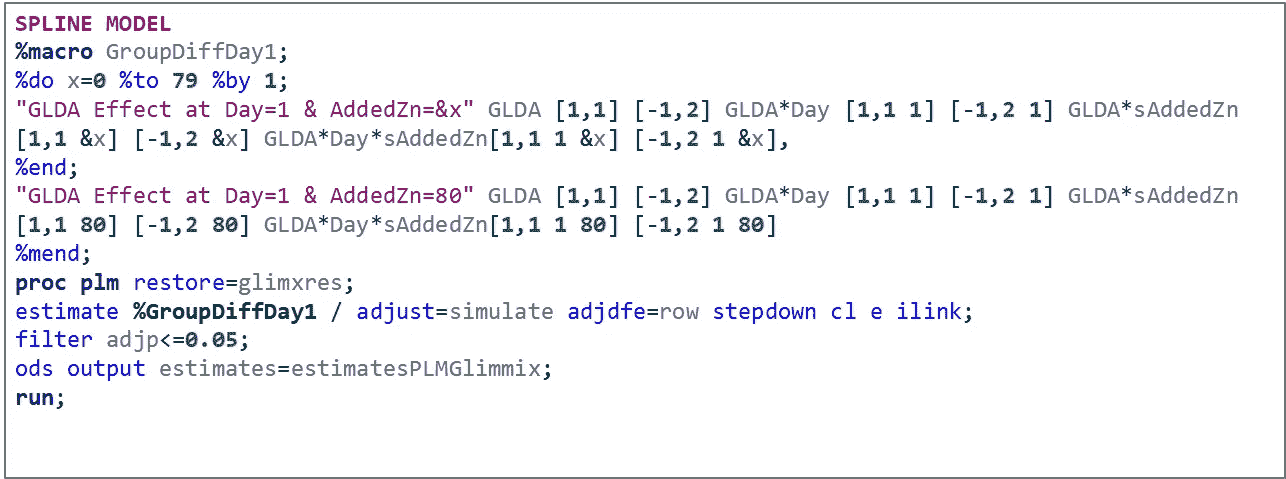 SPLINE MODEL
%macro GroupDiffDay1;
%do x=0 %to 79 %by 1;
"GLDA Effect at Day=1 & AddedZn=&x" GLDA [1,1] [-1,2] GLDA*Day [1,1 1] [-1,2 1] GLDA*sAddedZn
[1,1 &x] [-1,2 &x] GLDA*Day*sAddedZn[1,1 1 &x] [-1,2 1 &x],
%end;
"GLDA Effect at Day=1 & AddedZn=80" GLDA [1,1] [-1,2] GLDA*Day [1,1 1] [-1,2 1] GLDA*sAddedZn
[1,1 80] [-1,2 80] GLDA*Day*sAddedZn[1,1 1 80] [-1,2 1 80]
%mend;
proc plm restore=glimxres;
estimate %GroupDiffDay1 / adjust=simulate adjdfe=row stepdown cl e ilink;
filter adjp<=0.05;
ods output estimates=estimatesPLMGlimmix;
run;